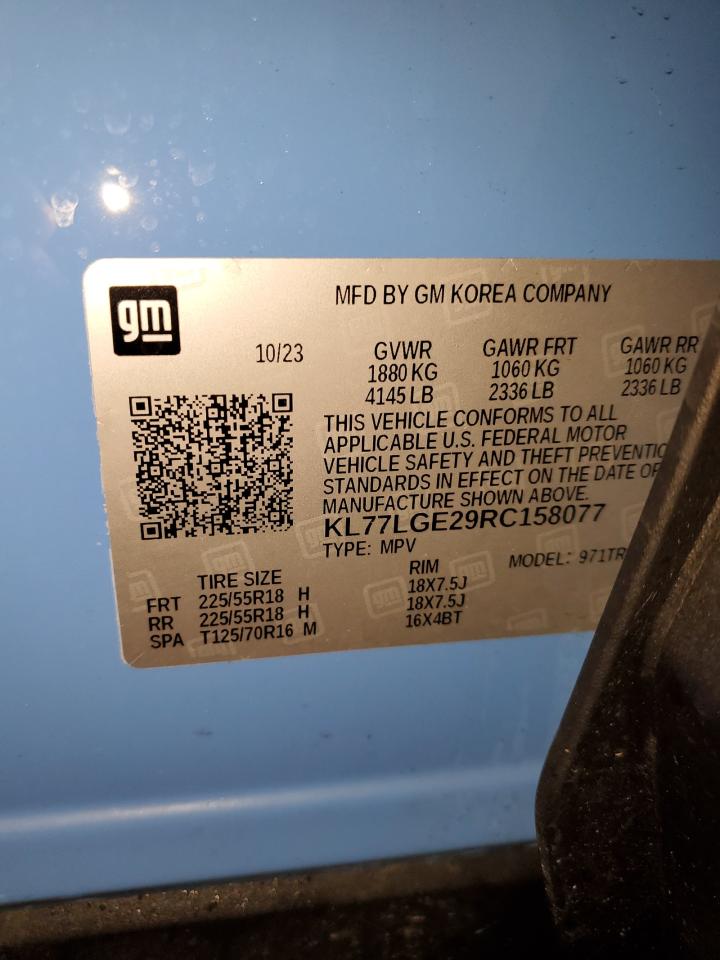 gm
MFD BY GM KOREA COMPANY
10/23
GVWR GAWR FRT GAWR RR
1880 KG 1060 KG 1060 KG
4145 LB 2336 LB 2336 LB
THIS VEHICLE CONFORMS TO ALL
APPLICABLE U.S. FEDERAL MOTOR
VEHICLE SAFETY AND THEFT PREVENTIO
STANDARDS IN EFFECT ON THE DATE OF
MANUFACTURE SHOWN ABOVE.
KL77LGE29RC158077
TYPE: MPV MODEL: 971TR
TIRE SIZE RIM
FRT 225/55R18 H 18X7.5J
RR 225/55R18 H 18X7.5J
SPA T125/70R16 M 16X4BT